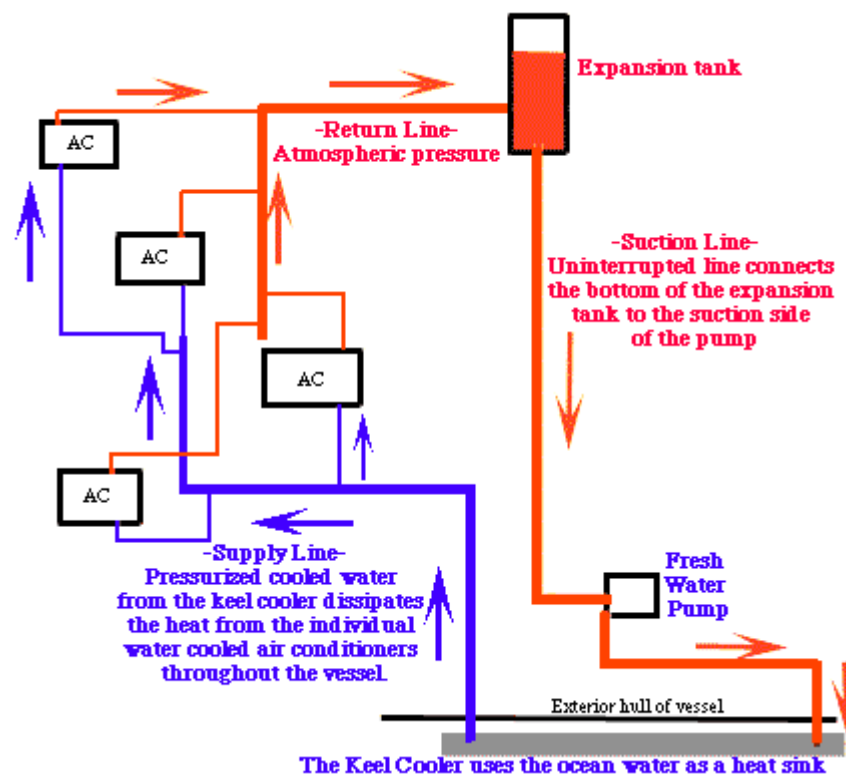 Expansion tank
-Return Line-
Atmospheric pressure
AC
AC
-Suction Line-
Uninterrupted line connects
the bottom of the expansion
tank to the suction side
of the pump
AC
AC
-Supply Line-
Pressurized cooled water
from the keel cooler dissipates
the heat from the individual
water cooled air conditioners
throughout the vessel.
Fresh
Water
Pump
Exterior hull of vessel
The Keel Cooler uses the ocean water as a heat sink